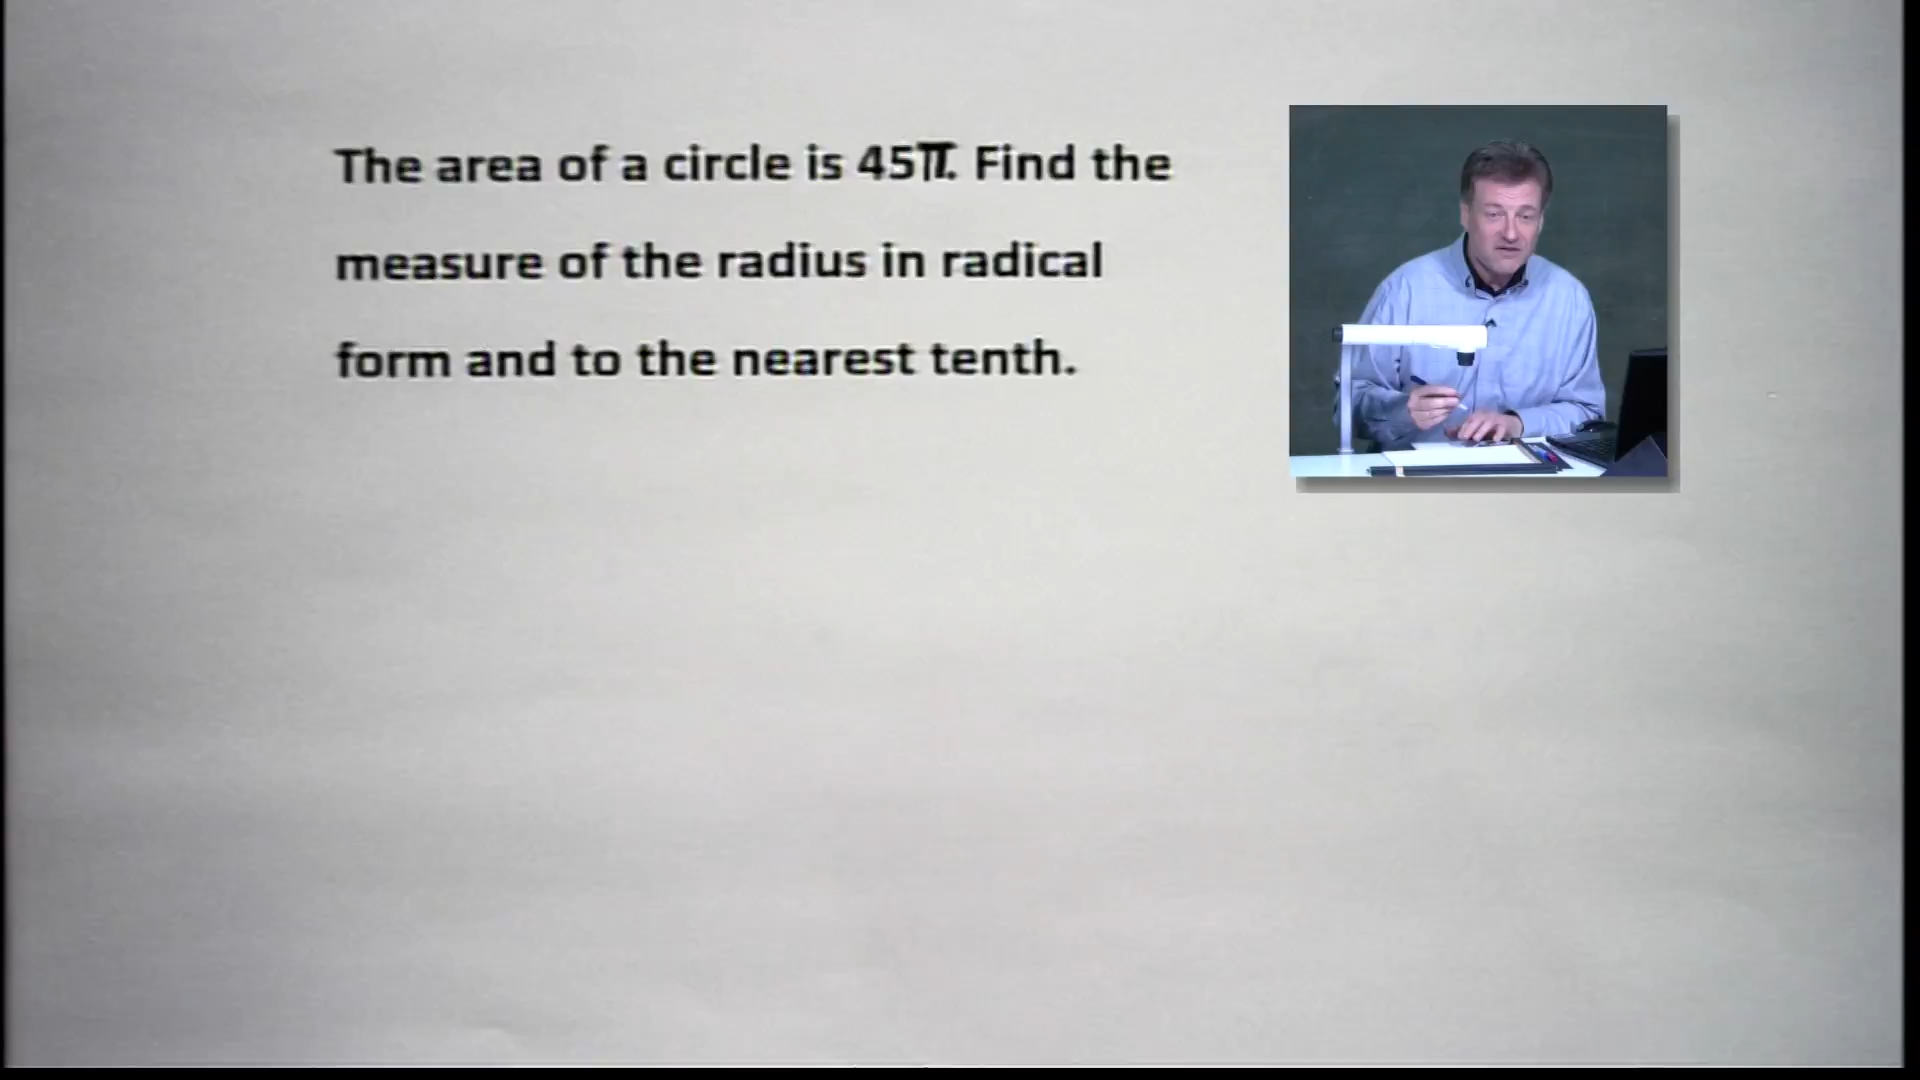 The area of a circle is 45π. Find the
measure of the radius in radical
form and to the nearest tenth.